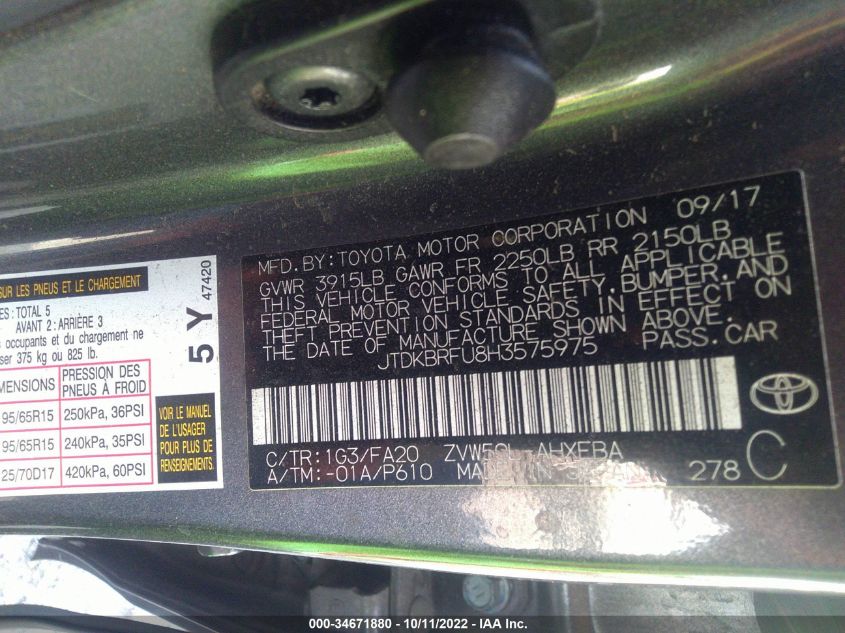 SUR LES PNEUS ET LE CHARGEMENT
ES : TOTAL 5
AVANT 2 : ARRIÈRE 3
occupants et du chargement ne
sser 375 kg ou 825 lb.
MENSIONS
PRESSION DES PNEUS À FROID
95/65R15 250kPa, 36PSI
95/65R15 240kPa, 35PSI
25/70D17 420kPa, 60PSI
5 Y 47420
VOIR LE MANUEL
DE L'USAGER
POUR PLUS DE
RENSEIGNEMENTS.
MFD. BY: TOYOTA MOTOR CORPORATION 09/17
GVWR 3915LB GAWR FR 2250LB RR 2150LB
THIS VEHICLE CONFORMS TO ALL APPLICABLE
FEDERAL MOTOR VEHICLE SAFETY, BUMPER, AND
THEFT PREVENTION STANDARDS IN EFFECT ON
THE DATE OF MANUFACTURE SHOWN ABOVE.
JTDKBRFU8H3575975 PASS. CAR
TOYOTA
C/TR: 1G3/FA20 AHXEBA
A/TM: -01A/P610 278 C
000-34671880 - 10/11/2022 - IAA Inc.